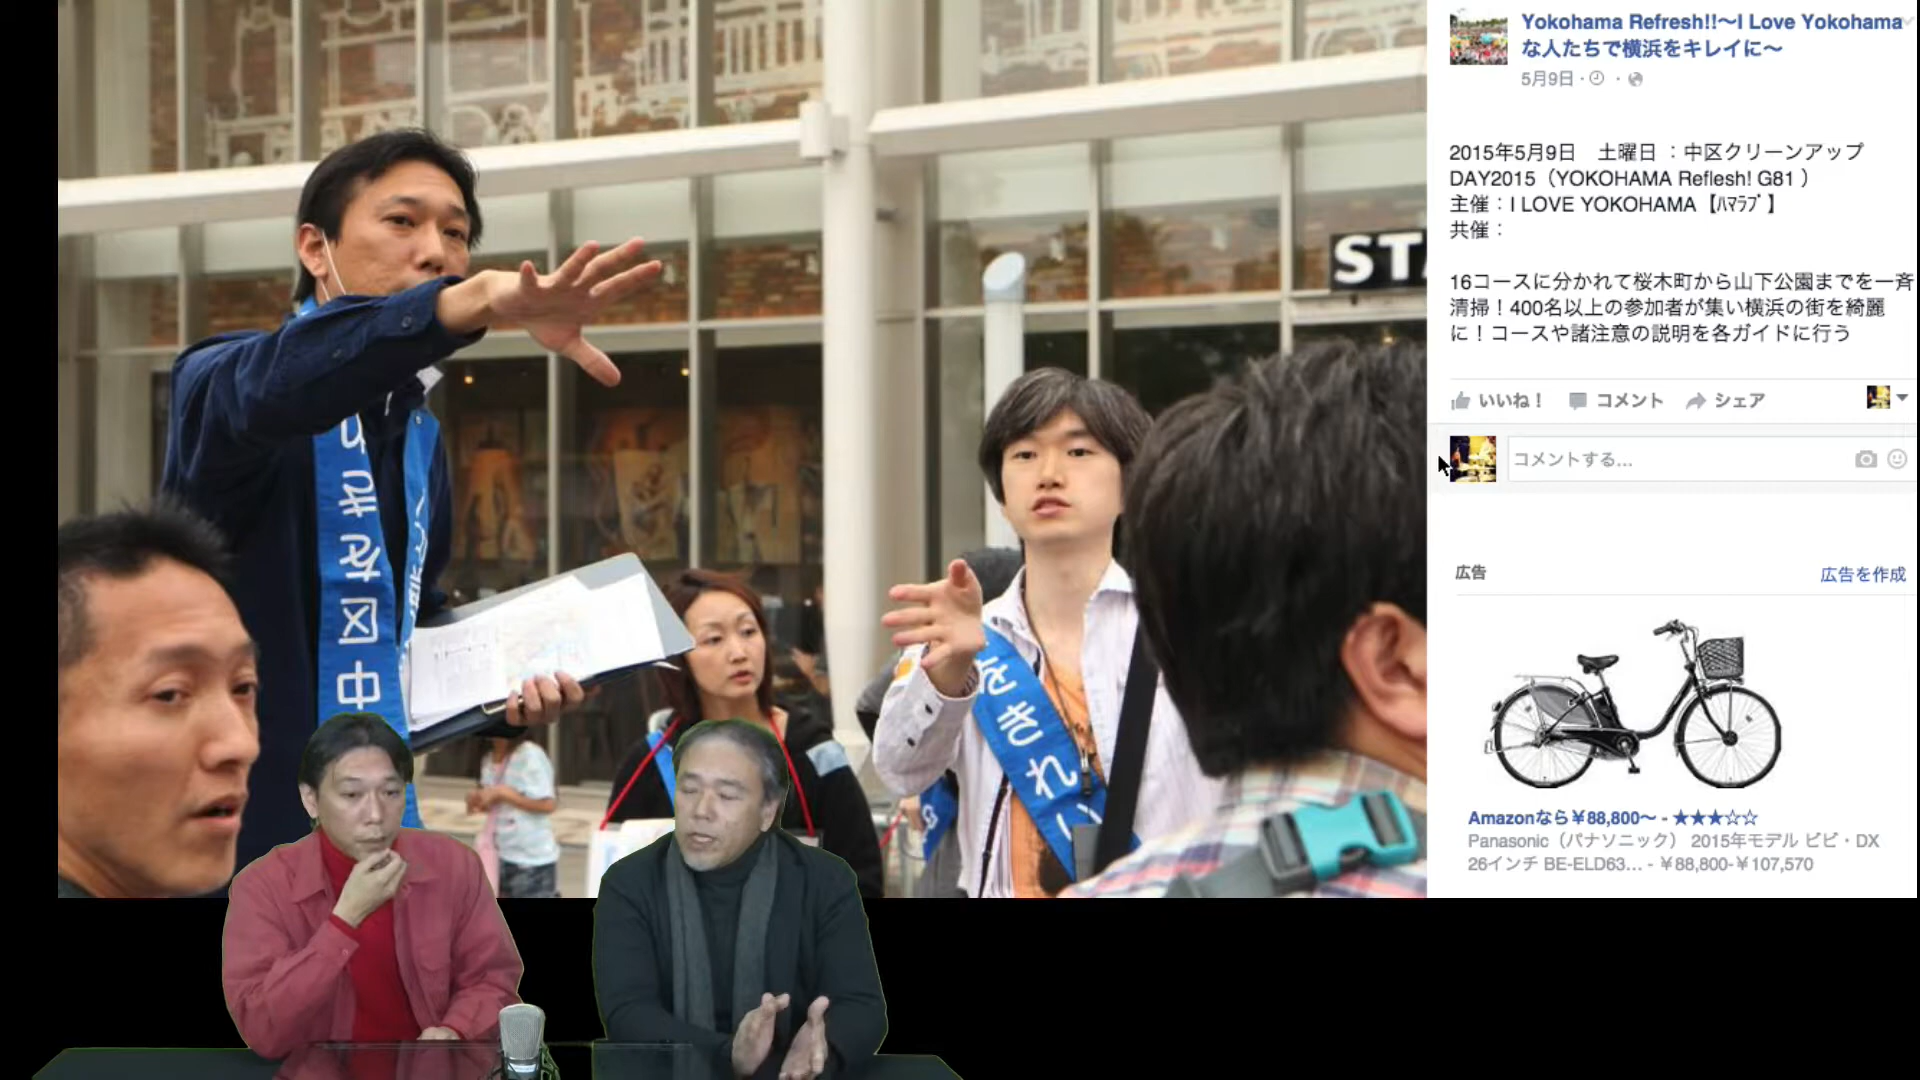 Yokohama Refresh!!〜I Love Yokohama
な人たちで横浜をキレイに〜
5月9日
2015年5月9日　土曜日 ：中区クリーンアップ
DAY2015（YOKOHAMA Reflesh! G81 ）
主催：I LOVE YOKOHAMA【ﾊﾏﾗﾌﾞ】
共催：
16コースに分かれて桜木町から山下公園までを一斉
清掃！400名以上の参加者が集い横浜の街を綺麗
に！コースや諸注意の説明を各ガイドに行う
いいね！ コメント シェア
コメントする...
広告 広告を作成
Amazonなら￥88,800〜 - ★★★☆☆
Panasonic（パナソニック） 2015年モデル ビビ・DX
26インチ BE-ELD63... - ￥88,800-￥107,570
ST
中区
をきれい